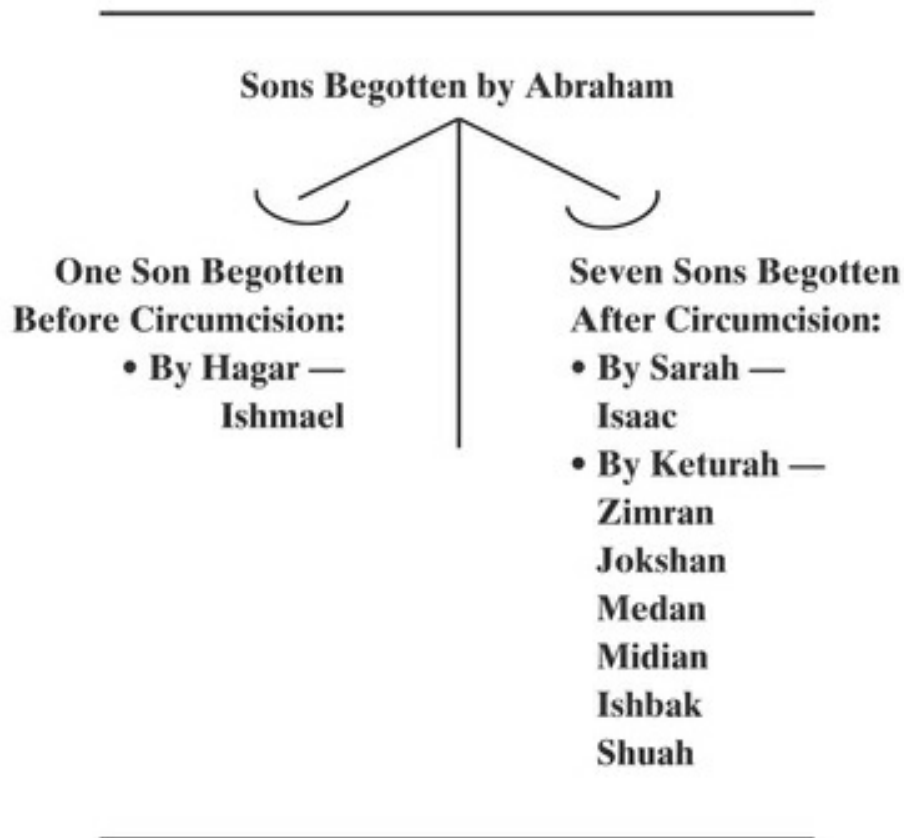 Sons Begotten by Abraham
One Son Begotten
Before Circumcision:
• By Hagar —
Ishmael
Seven Sons Begotten
After Circumcision:
• By Sarah —
Isaac
• By Keturah —
Zimran
Jokshan
Medan
Midian
Ishbak
Shuah